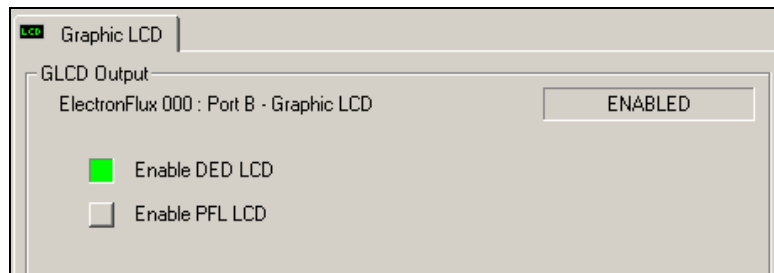 LCD Graphic LCD
GLCD Output
ElectronFlux 000 : Port B - Graphic LCD ENABLED
Enable DED LCD
Enable PFL LCD